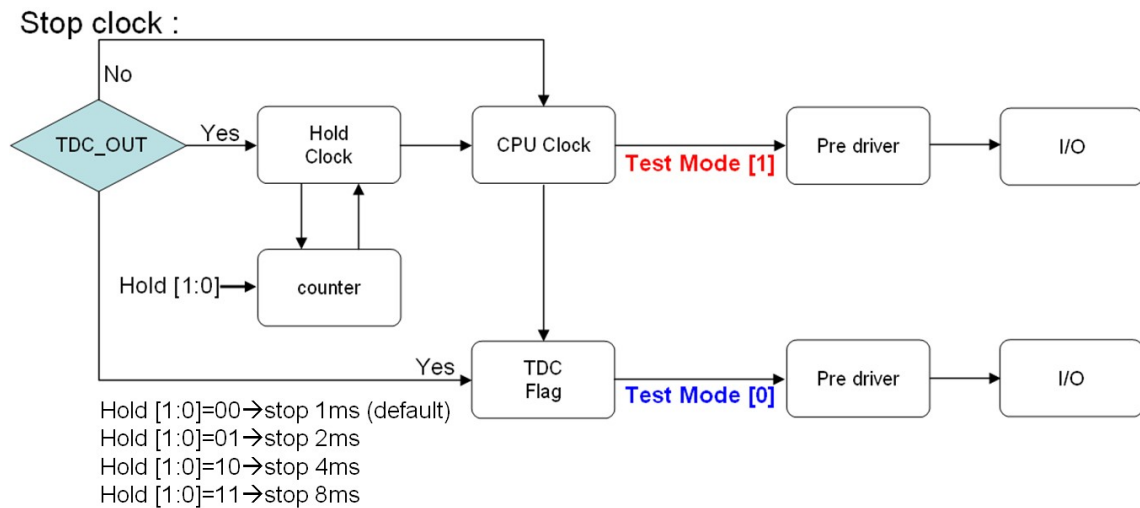 Stop clock :
No
TDC_OUT
Yes
Hold
Clock
CPU Clock
Test Mode [1]
Pre driver
I/O
Hold [1:0]
counter
Yes
TDC
Flag
Test Mode [0]
Pre driver
I/O
Hold [1:0]=00→stop 1ms (default)
Hold [1:0]=01→stop 2ms
Hold [1:0]=10→stop 4ms
Hold [1:0]=11→stop 8ms